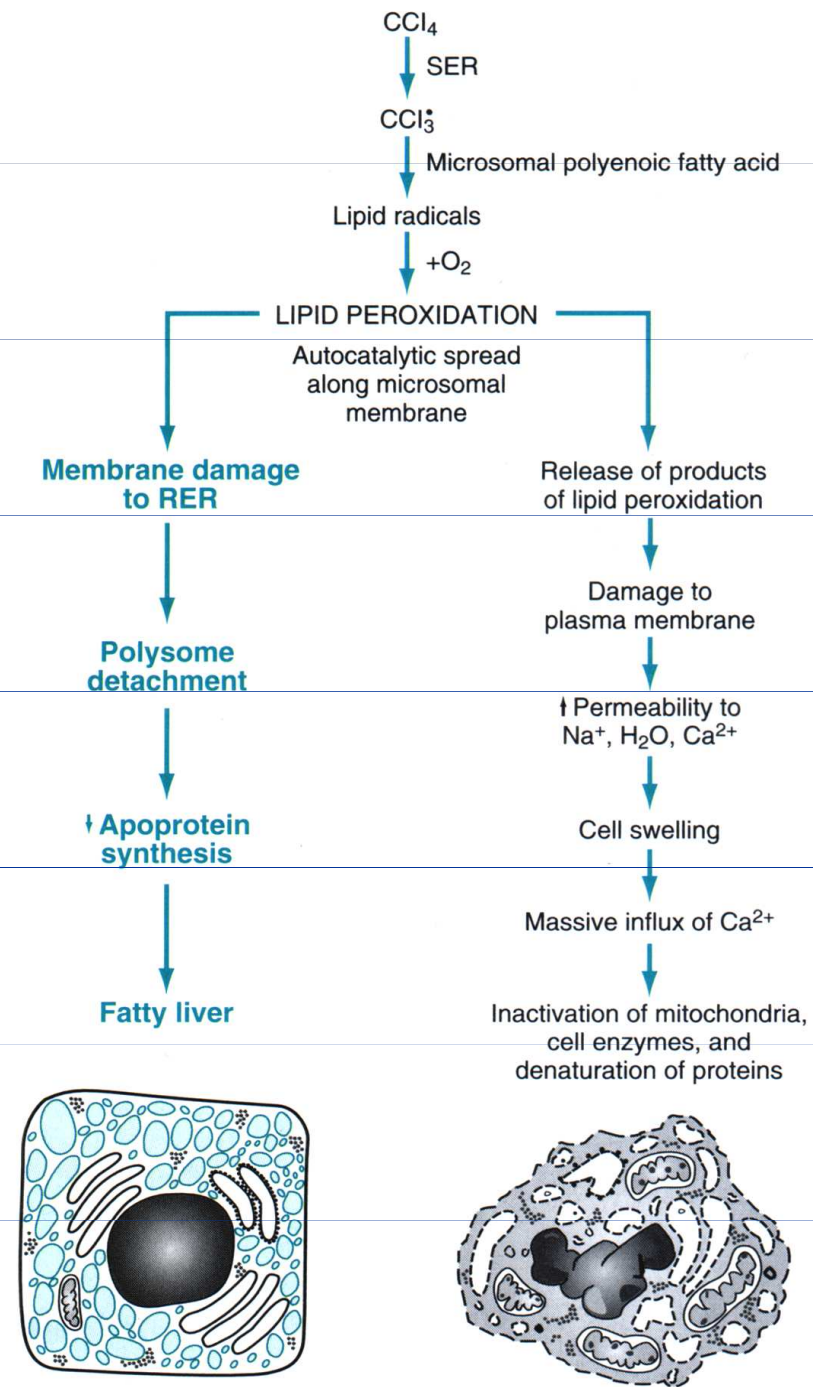 CCl₄
SER
CCl₃•
Microsomal polyenoic fatty acid
Lipid radicals
+O₂
LIPID PEROXIDATION
Autocatalytic spread
along microsomal
membrane
Membrane damage
to RER
Polysome
detachment
↓ Apoprotein
synthesis
Fatty liver
Release of products
of lipid peroxidation
Damage to
plasma membrane
↑ Permeability to
Na⁺, H₂O, Ca²⁺
Cell swelling
Massive influx of Ca²⁺
Inactivation of mitochondria,
cell enzymes, and
denaturation of proteins